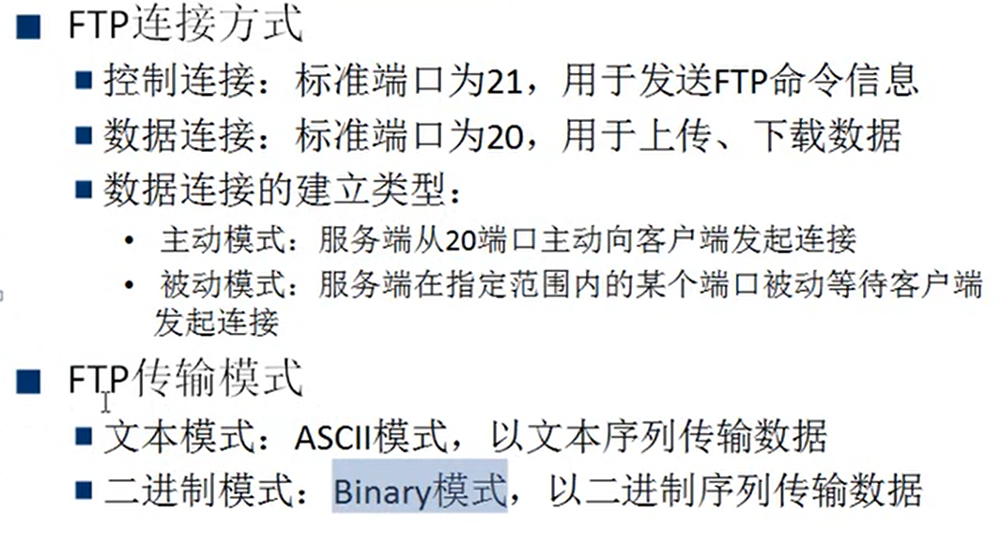 FTP连接方式
控制连接：标准端口为21，用于发送FTP命令信息
数据连接：标准端口为20，用于上传、下载数据
数据连接的建立类型：
主动模式：服务端从20端口主动向客户端发起连接
被动模式：服务端在指定范围内的某个端口被动等待客户端
发起连接
FTP传输模式
文本模式：ASCII模式，以文本序列传输数据
二进制模式：Binary模式，以二进制序列传输数据